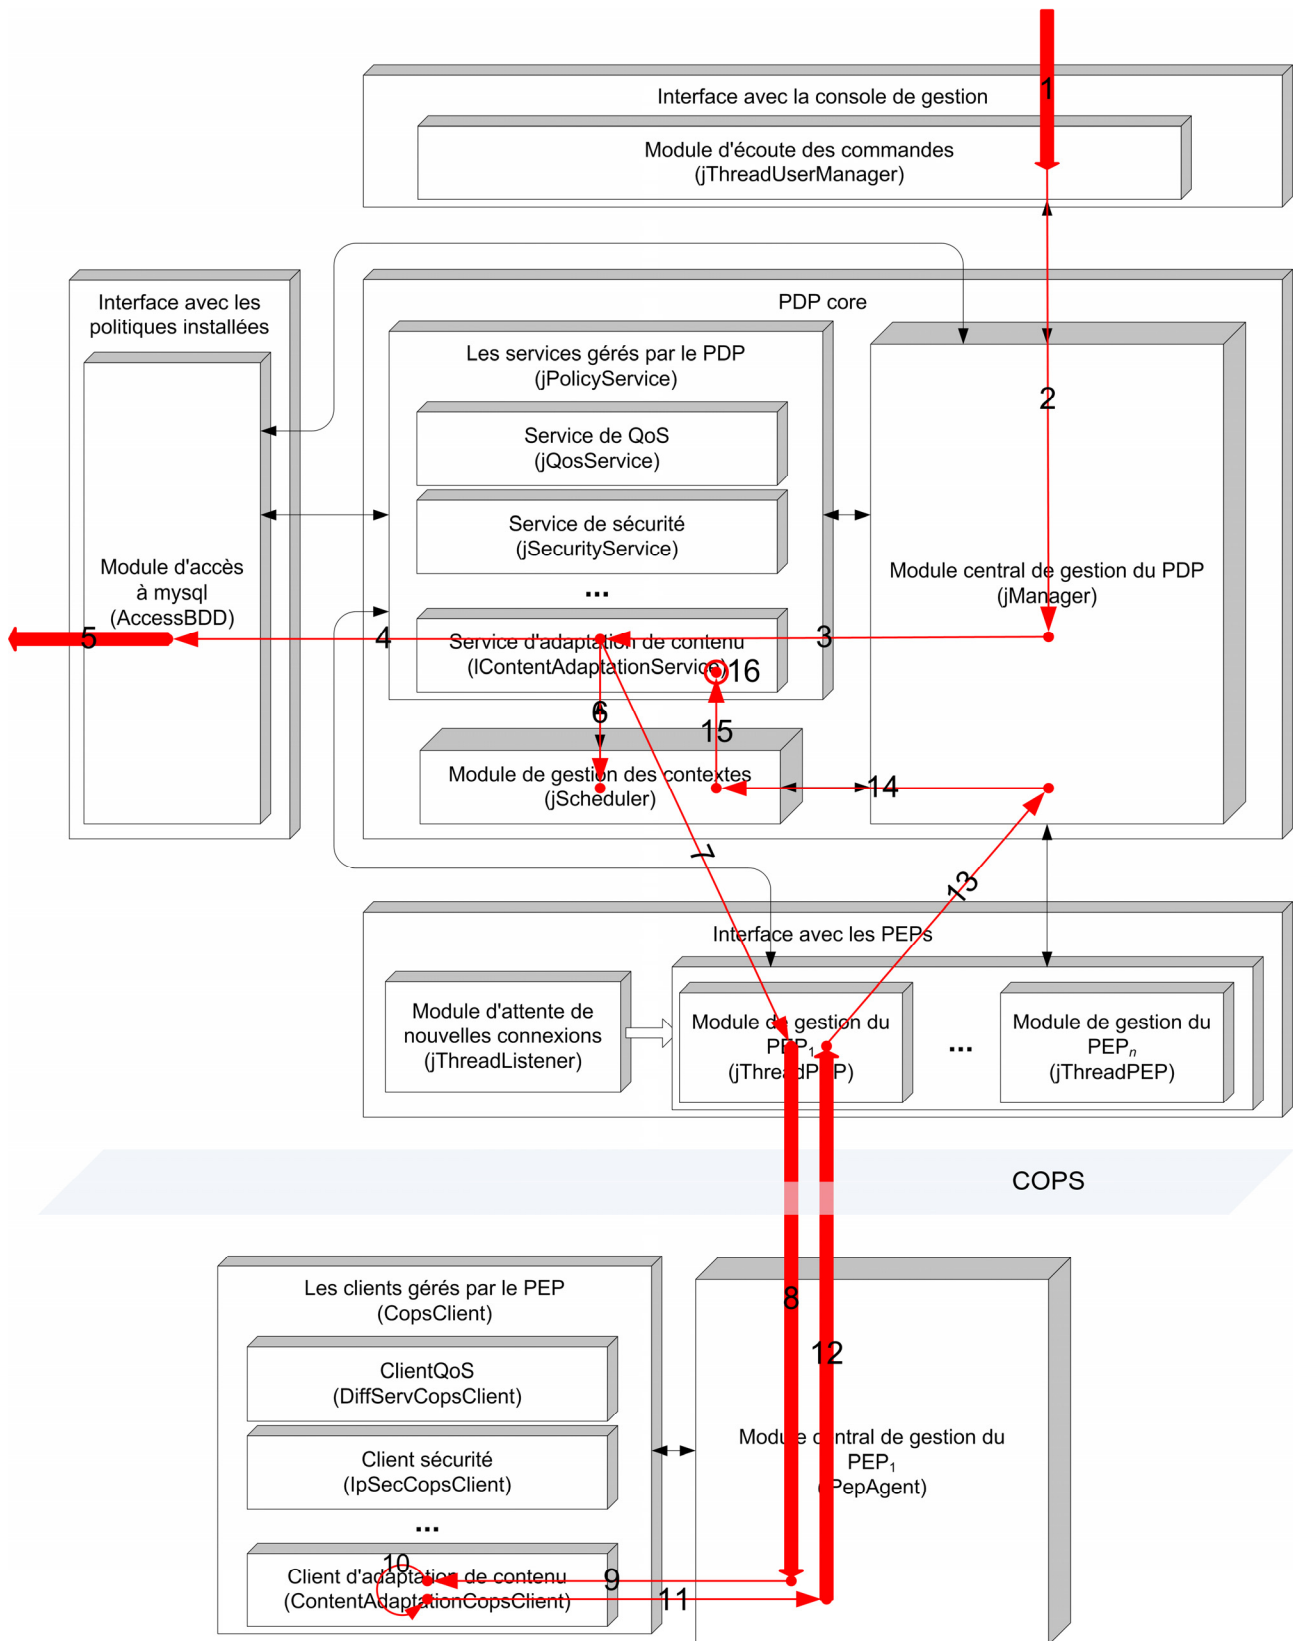 1
Interface avec la console de gestion
Module d'écoute des commandes
(jThreadUserManager)
Interface avec les
politiques installées
PDP core
Les services gérés par le PDP
(jPolicyService)
2
Service de QoS
(jQosService)
Service de sécurité
(jSecurityService)
...
Module d'accès
à mysql
(AccessBDD)
Module central de gestion du PDP
(jManager)
5
4
Service d'adaptation de contenu
(IContentAdaptationService)
3
16
6
15
Module de gestion des contextes
(jScheduler)
14
7
13
Interface avec les PEPs
Module d'attente de
nouvelles connexions
(jThreadListener)
Module de gestion du
PEP1
(jThreadPEP)
...
Module de gestion du
PEPn
(jThreadPEP)
COPS
Les clients gérés par le PEP
(CopsClient)
8
12
ClientQoS
(DiffServCopsClient)
Client sécurité
(IpSecCopsClient)
...
Module central de gestion du
PEP1
PepAgent)
10
Client d'adaptation de contenu
(ContentAdaptationCopsClient)
9
11